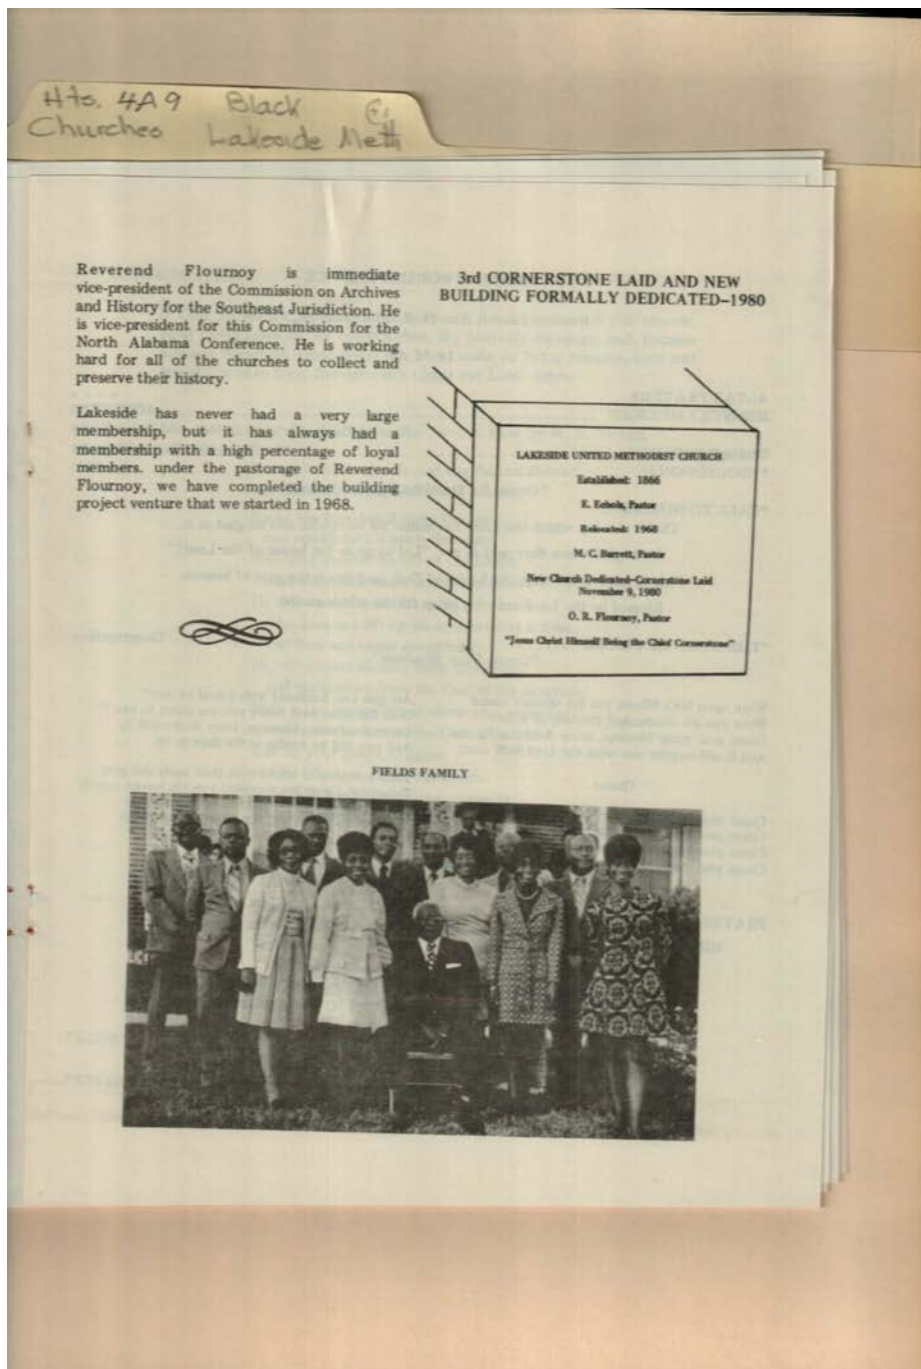 Hts. 4A9 Black
Churches Lakeside Meth
Reverend Flournoy is immediate
vice-president of the Commission on Archives
and History for the Southeast Jurisdiction. He
is vice-president for this Commission for the
North Alabama Conference. He is working
hard for all of the churches to collect and
preserve their history.
Lakeside has never had a very large
membership, but it has always had a
membership with a high percentage of loyal
members. under the pastorage of Reverend
Flournoy, we have completed the building
project venture that we started in 1968.
3rd CORNERSTONE LAID AND NEW
BUILDING FORMALLY DEDICATED–1980
LAKESIDE UNITED METHODIST CHURCH
Established: 1866
E. Echols, Pastor
Relocated: 1968
M. C. Barrett, Pastor
New Church Dedicated–Cornerstone Laid
November 9, 1980
O. R. Flournoy, Pastor
"Jesus Christ Himself Being the Chief Cornerstone"
FIELDS FAMILY